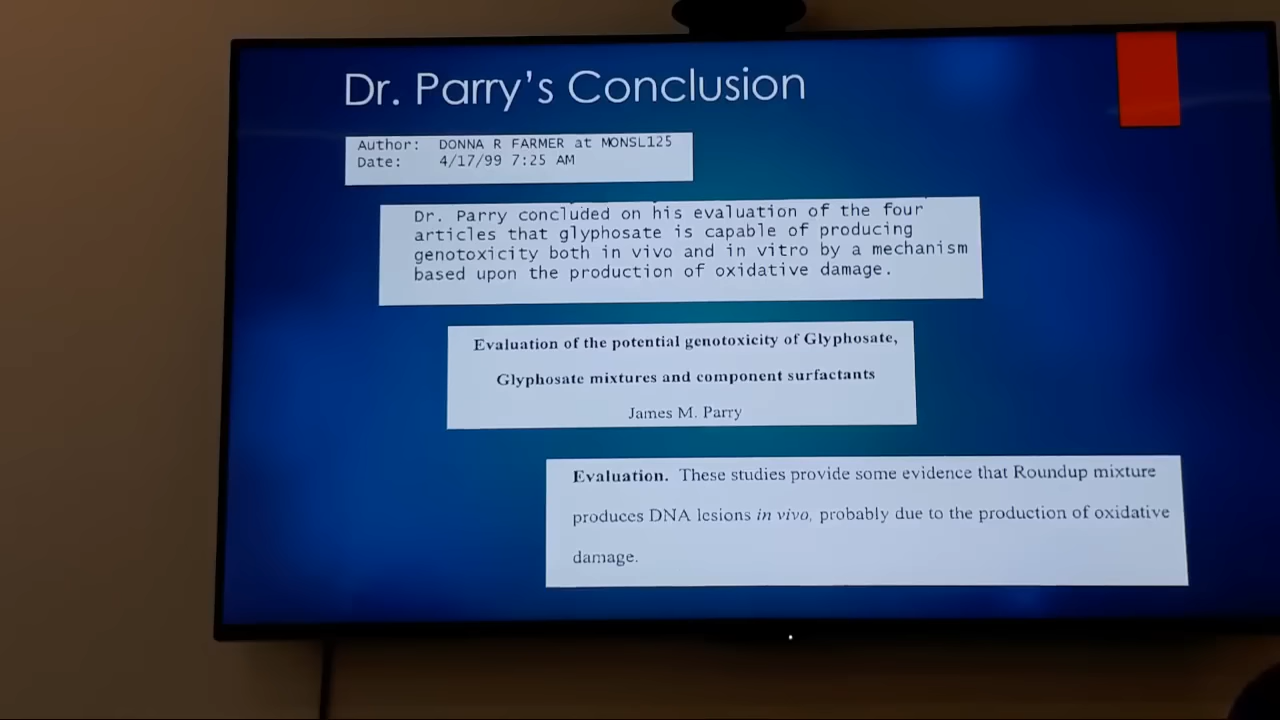 Dr. Parry's Conclusion
Author: DONNA R FARMER at MONSL125
Date: 4/17/99 7:25 AM
Dr. Parry concluded on his evaluation of the four
articles that glyphosate is capable of producing
genotoxicity both in vivo and in vitro by a mechanism
based upon the production of oxidative damage.
Evaluation of the potential genotoxicity of Glyphosate,
Glyphosate mixtures and component surfactants
James M. Parry
Evaluation. These studies provide some evidence that Roundup mixture
produces DNA lesions in vivo, probably due to the production of oxidative
damage.